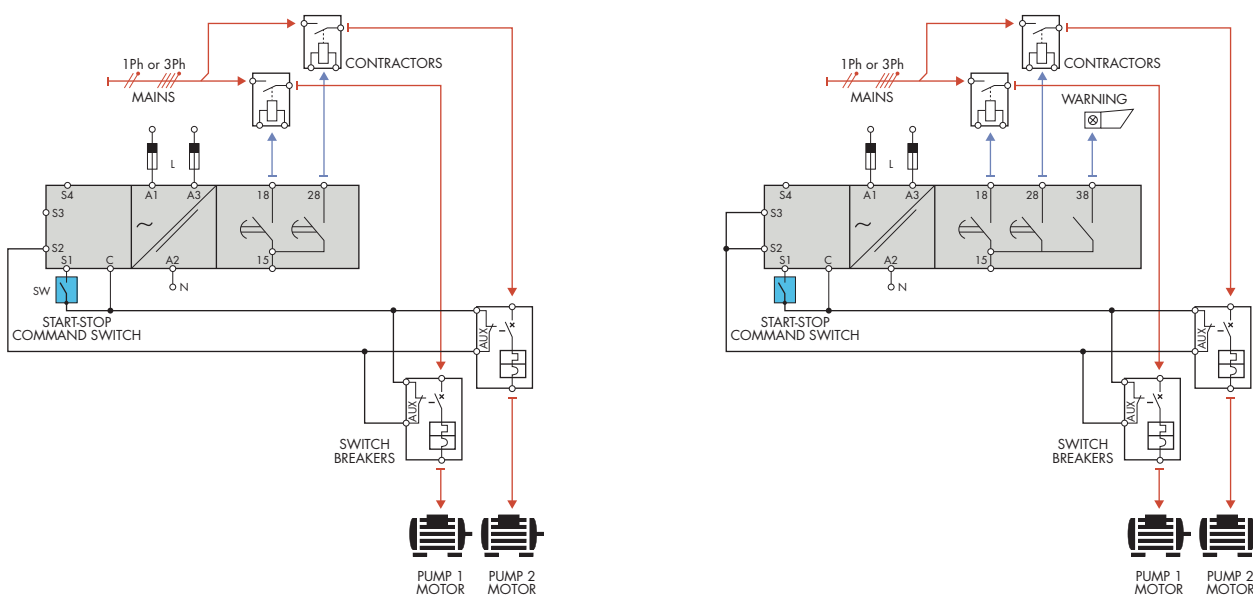 1Ph or 3Ph
MAINS
CONTRACTORS
L
S4
A1
A3
18
28
S3
S2
S1
C
A2
15
SW
N
START-STOP
COMMAND SWITCH
AUX
AUX
SWITCH
BREAKERS
PUMP 1
MOTOR
PUMP 2
MOTOR
1Ph or 3Ph
MAINS
CONTRACTORS
WARNING
L
S4
A1
A3
18
28
38
S3
S2
S1
C
A2
15
N
START-STOP
COMMAND SWITCH
AUX
AUX
SWITCH
BREAKERS
PUMP 1
MOTOR
PUMP 2
MOTOR